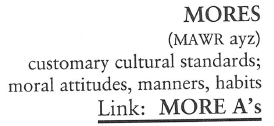 MORES
(MAWR ayz)
customary cultural standards;
moral attitudes, manners, habits
Link: MORE A's